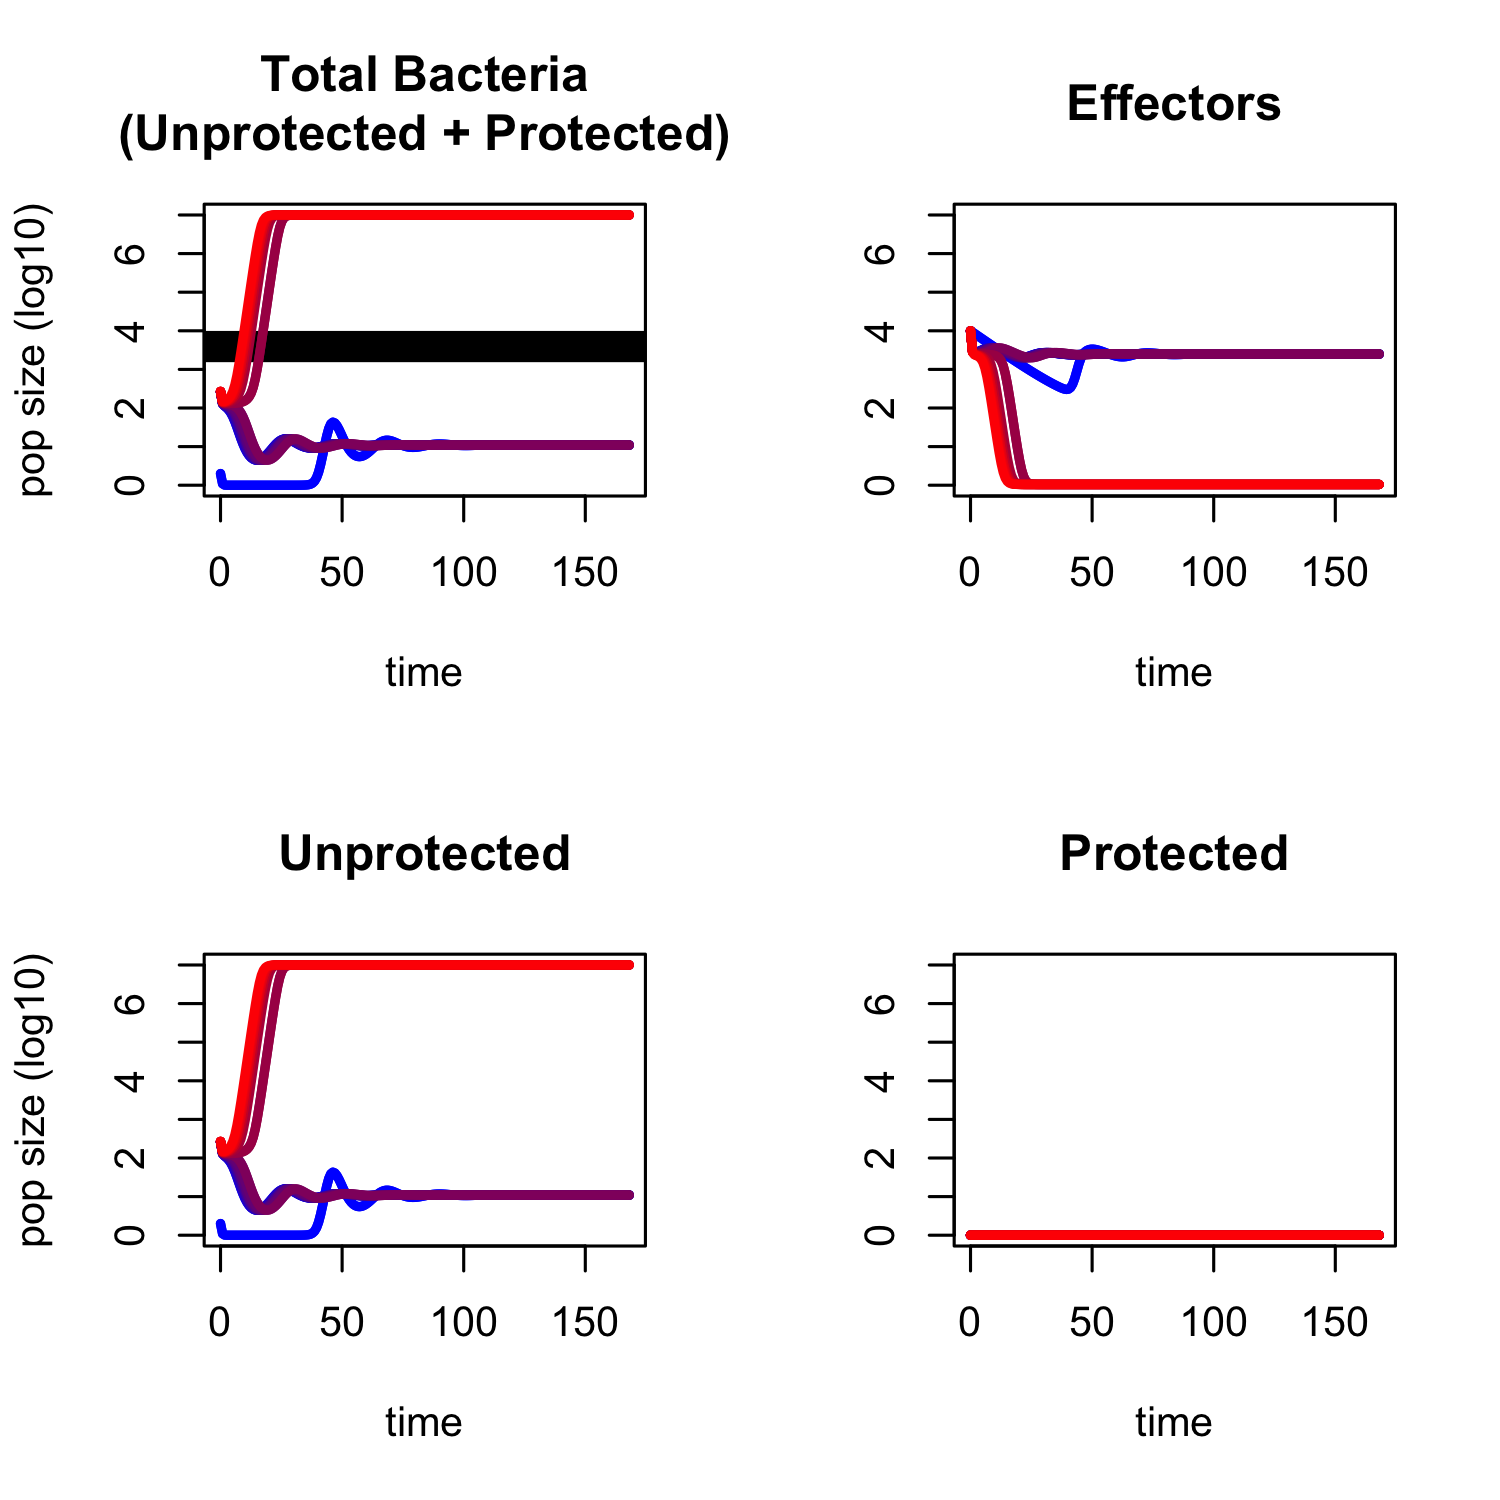 Total Bacteria
(Unprotected + Protected)
pop size (log10)
0 2 4 6
0 50 100 150
time
Effectors
0 2 4 6
0 50 100 150
time
Unprotected
pop size (log10)
0 2 4 6
0 50 100 150
time
Protected
0 2 4 6
0 50 100 150
time